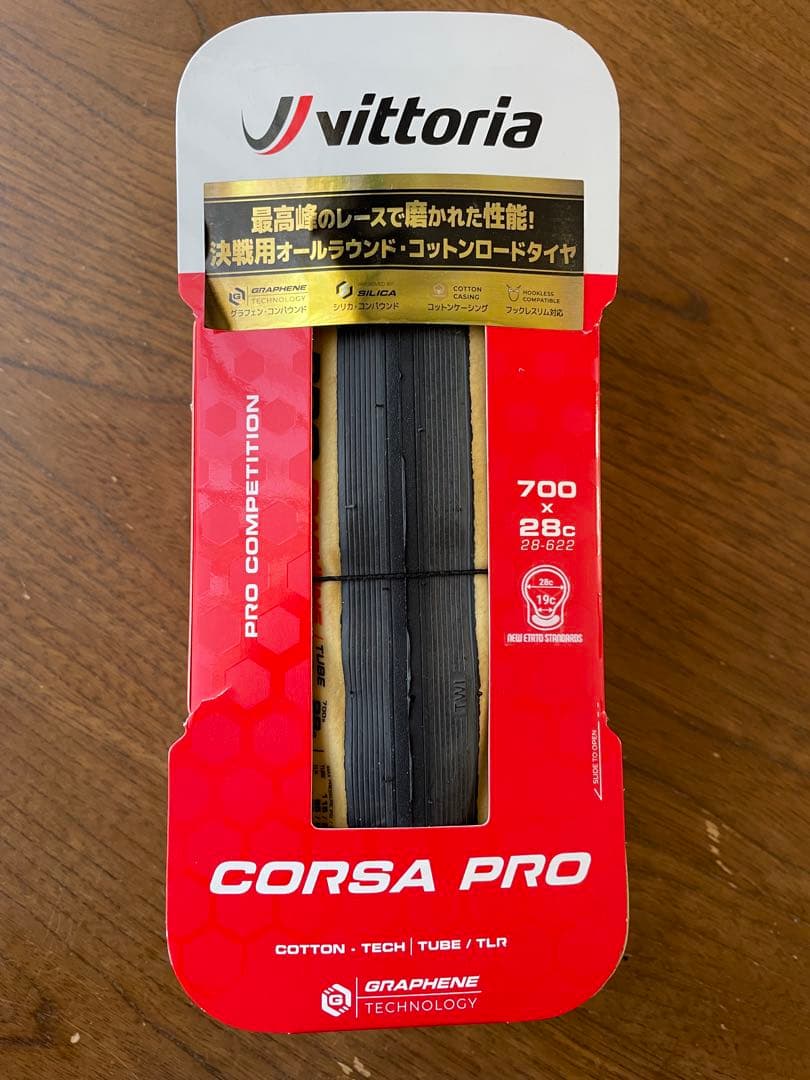 vittoria
最高峰のレースで磨かれた性能!
決戦用オールラウンド・コットンロードタイヤ
GRAPHENE
TECHNOLOGY
グラフェン・コンパウンド
SILICA
シリカ・コンパウンド
COTTON
CASING
コットンケーシング
HOOKLESS
COMPATIBLE
フックレスリム対応
PRO COMPETITION
TUBE
700x
TWI
700
x
28c
28-622
28c
19c
NEW ETRTO STANDARDS
SLIDE TO OPEN
CORSA PRO
COTTON - TECH | TUBE / TLR
G
GRAPHENE
TECHNOLOGY